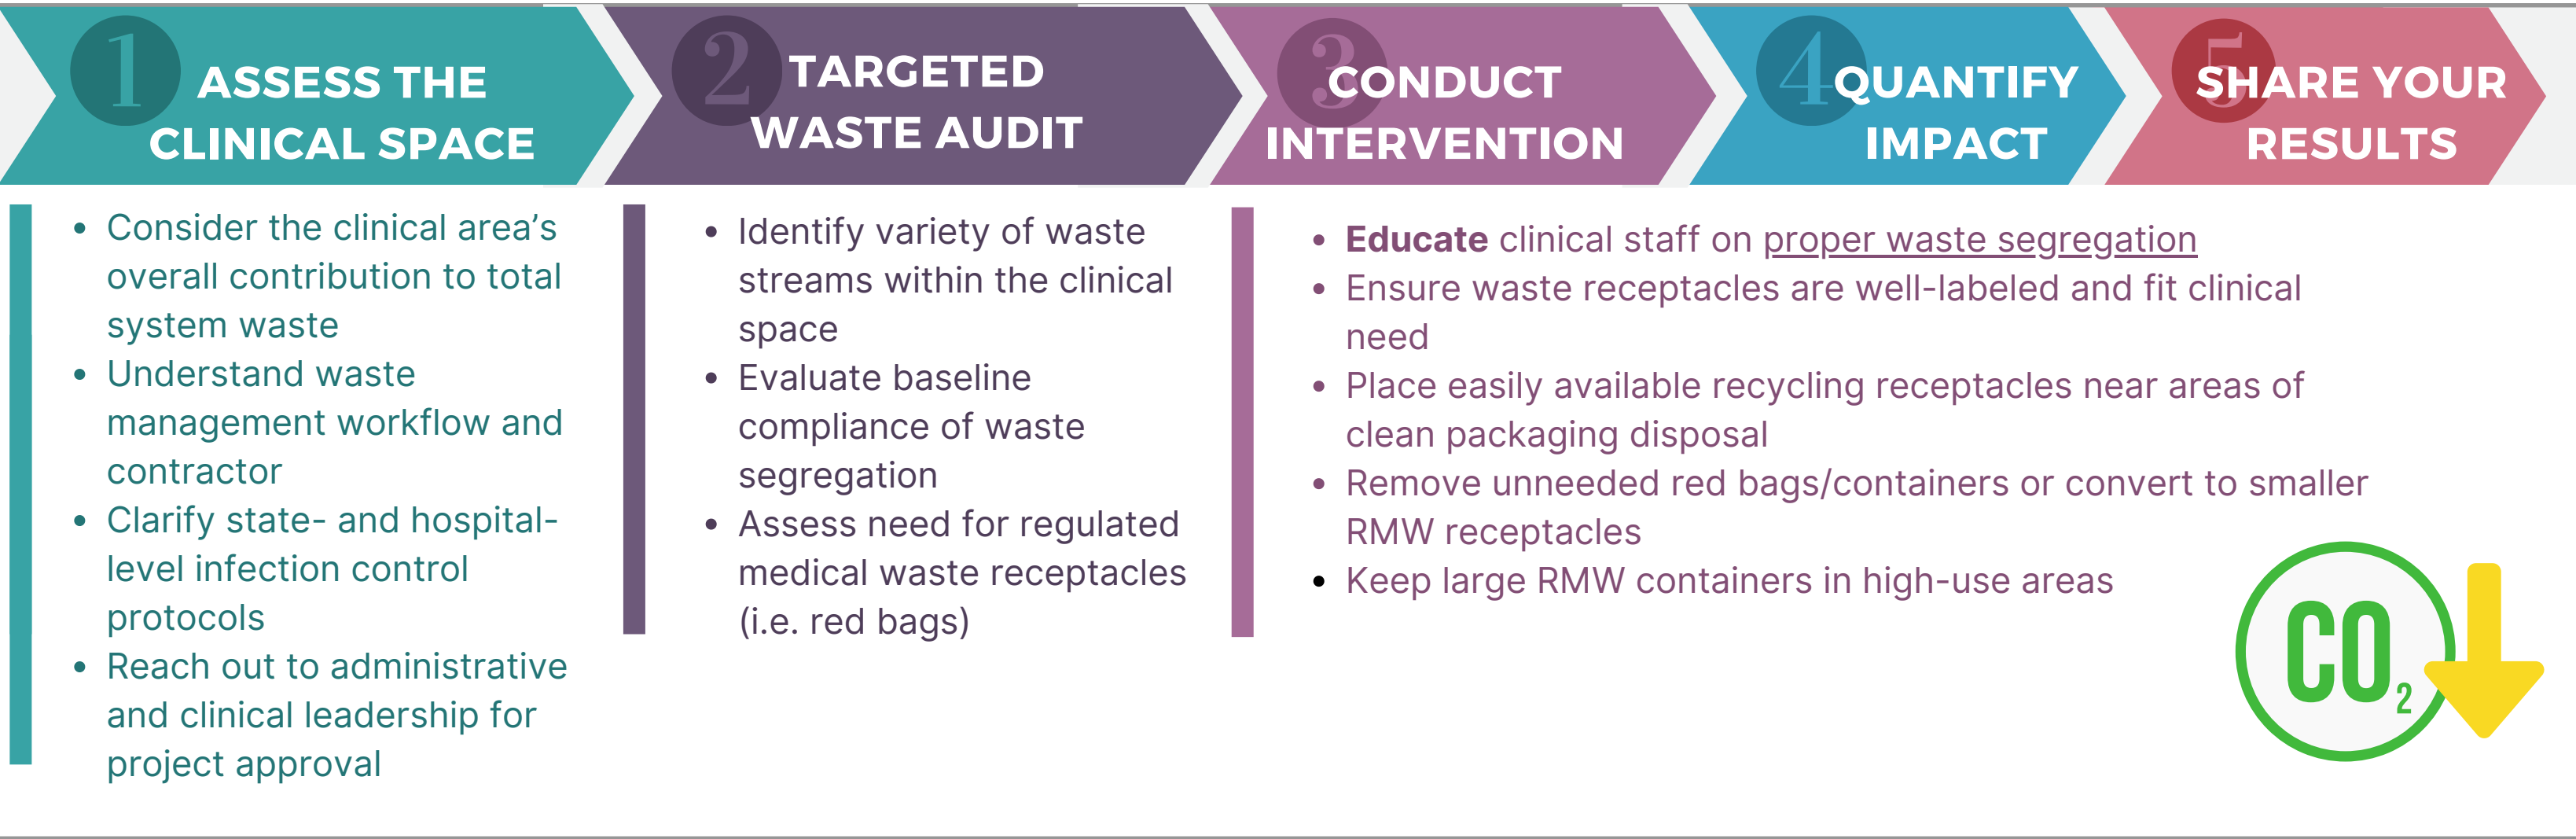 1
ASSESS THE
CLINICAL SPACE
2
TARGETED
WASTE AUDIT
3
CONDUCT
INTERVENTION
4
QUANTIFY
IMPACT
5
SHARE YOUR
RESULTS
• Consider the clinical area’s
overall contribution to total
system waste
• Understand waste
management workflow and
contractor
• Clarify state- and hospital-
level infection control
protocols
• Reach out to administrative
and clinical leadership for
project approval
• Identify variety of waste
streams within the clinical
space
• Evaluate baseline
compliance of waste
segregation
• Assess need for regulated
medical waste receptacles
(i.e. red bags)
• Educate clinical staff on proper waste segregation
• Ensure waste receptacles are well-labeled and fit clinical
need
• Place easily available recycling receptacles near areas of
clean packaging disposal
• Remove unneeded red bags/containers or convert to smaller
RMW receptacles
• Keep large RMW containers in high-use areas
CO2